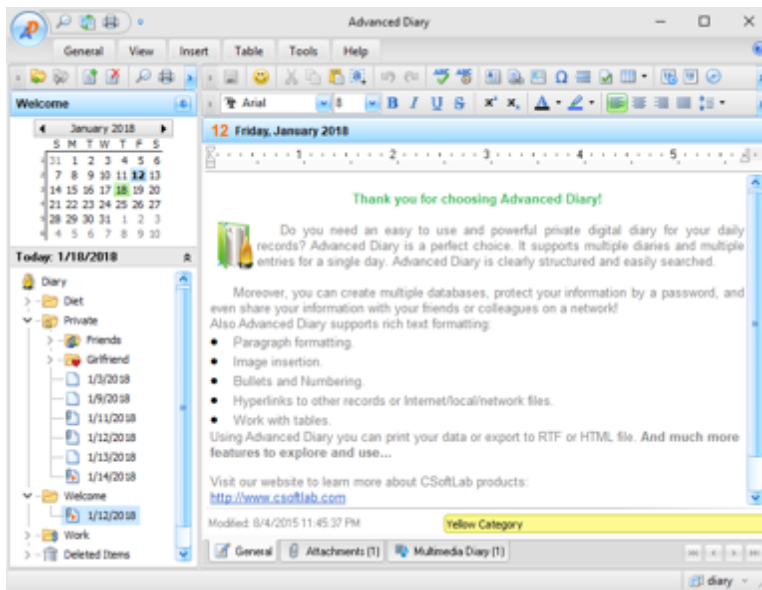 Advanced Diary
General View Insert Table Tools Help
Arial 8 B I U S x² x₂ A
Welcome
January 2018
S M T W T F S
31 1 2 3 4 5 6
7 8 9 10 11 12 13
14 15 16 17 18 19 20
21 22 23 24 25 26 27
28 29 30 31 1 2 3
4 5 6 7 8 9 10
Today: 1/18/2018
Diary
Diet
Private
Friends
Girlfriend
1/3/2018
1/9/2018
1/11/2018
1/12/2018
1/13/2018
1/14/2018
Welcome
1/12/2018
Work
Deleted Items
12 Friday, January 2018
1 2 3 4 5
Thank you for choosing Advanced Diary!
Do you need an easy to use and powerful private digital diary for your daily
records? Advanced Diary is a perfect choice. It supports multiple diaries and multiple
entries for a single day. Advanced Diary is clearly structured and easily searched.
Moreover, you can create multiple databases, protect your information by a password, and
even share your information with your friends or colleagues on a network!
Also Advanced Diary supports rich text formatting:
• Paragraph formatting.
• Image insertion.
• Bullets and Numbering.
• Hyperlinks to other records or Internet/local/network files.
• Work with tables.
Using Advanced Diary you can print your data or export to RTF or HTML file. And much more
features to explore and use...
Visit our website to learn more about CSoftLab products:
http://www.csoftlab.com
Modified: 8/4/2015 11:45:37 PM
Yellow Category
General Attachments (1) Multimedia Diary (1)
diary